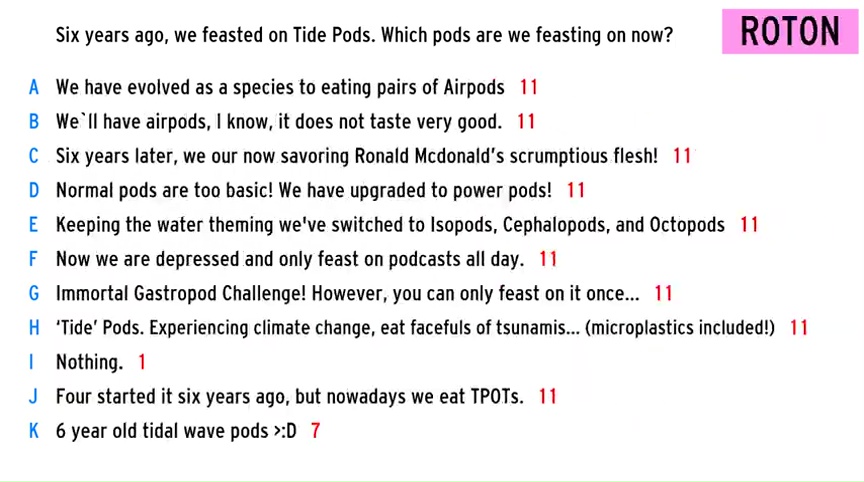 Six years ago, we feasted on Tide Pods. Which pods are we feasting on now?
ROTON
A We have evolved as a species to eating pairs of Airpods 11
B We`ll have airpods, I know, it does not taste very good. 11
C Six years later, we our now savoring Ronald Mcdonald's scrumptious flesh! 11
D Normal pods are too basic! We have upgraded to power pods! 11
E Keeping the water theming we've switched to Isopods, Cephalopods, and Octopods 11
F Now we are depressed and only feast on podcasts all day. 11
G Immortal Gastropod Challenge! However, you can only feast on it once... 11
H ‘Tide’ Pods. Experiencing climate change, eat facefuls of tsunamis... (microplastics included!) 11
I Nothing. 1
J Four started it six years ago, but nowadays we eat TPOTs. 11
K 6 year old tidal wave pods >:D 7